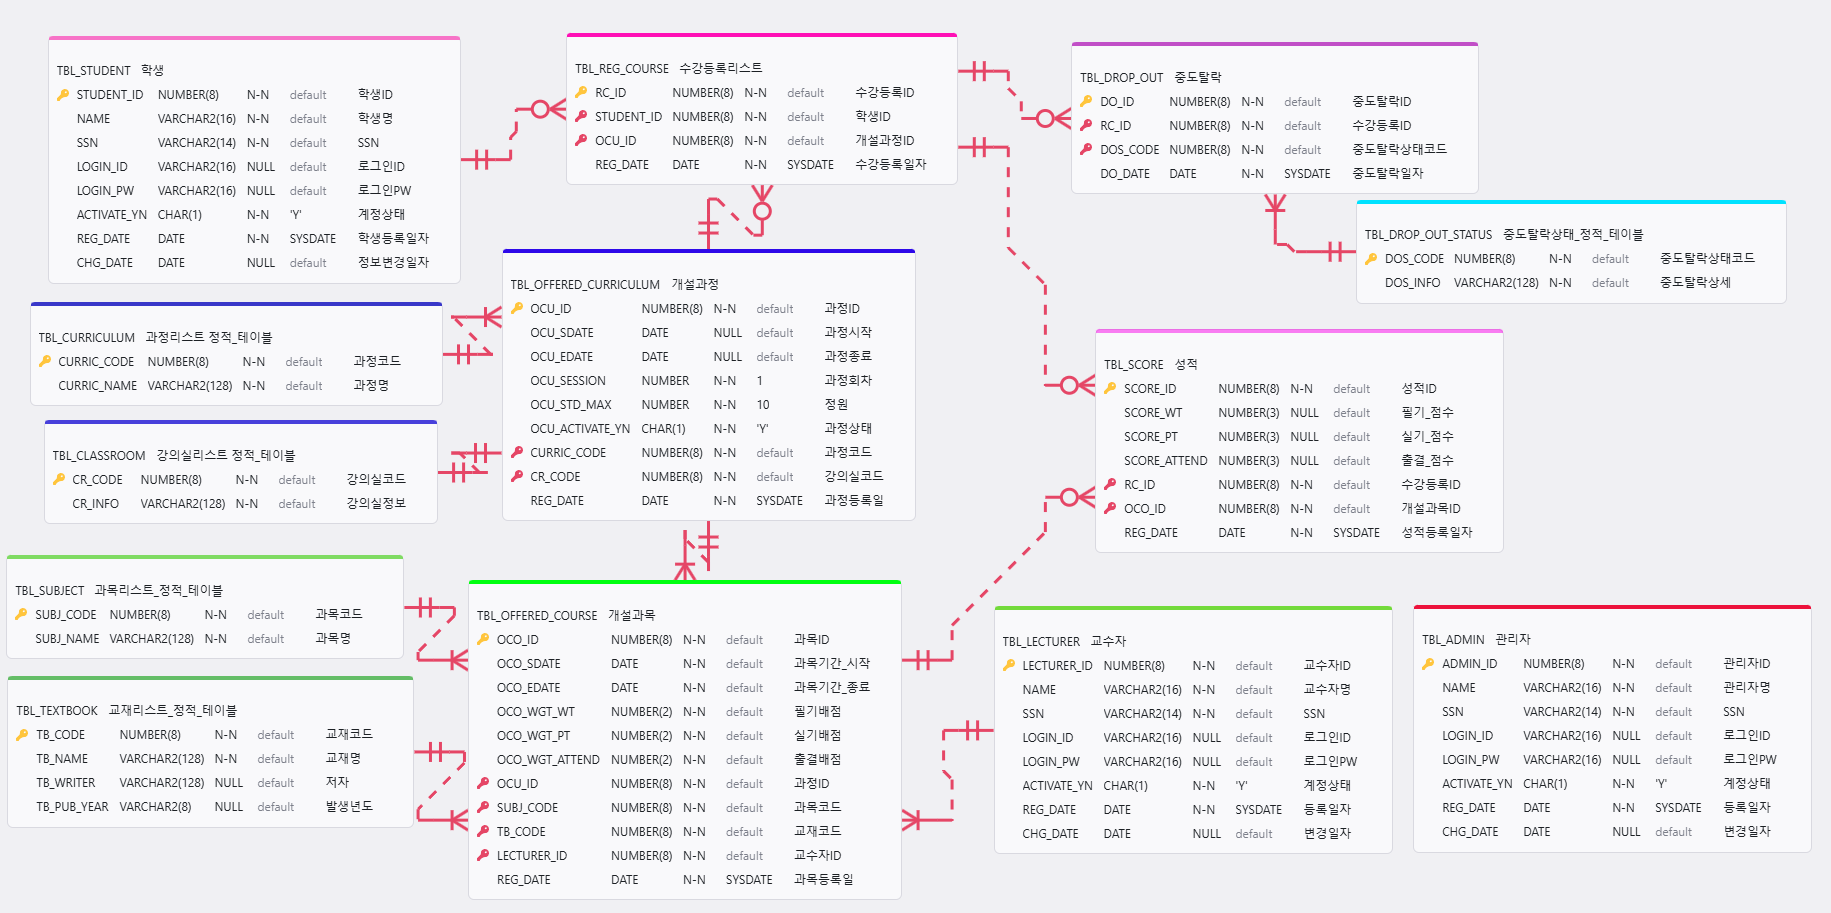 TBL_STUDENT 학생
STUDENT_ID NUMBER(8) N-N default 학생ID
NAME VARCHAR2(16) N-N default 학생명
SSN VARCHAR2(14) N-N default SSN
LOGIN_ID VARCHAR2(16) NULL default 로그인ID
LOGIN_PW VARCHAR2(16) NULL default 로그인PW
ACTIVATE_YN CHAR(1) N-N 'Y' 계정상태
REG_DATE DATE N-N SYSDATE 학생등록일자
CHG_DATE DATE NULL default 정보변경일자
TBL_REG_COURSE 수강등록리스트
RC_ID NUMBER(8) N-N default 수강등록ID
STUDENT_ID NUMBER(8) N-N default 학생ID
OCU_ID NUMBER(8) N-N default 개설과정ID
REG_DATE DATE N-N SYSDATE 수강등록일자
TBL_DROP_OUT 중도탈락
DO_ID NUMBER(8) N-N default 중도탈락ID
RC_ID NUMBER(8) N-N default 수강등록ID
DOS_CODE NUMBER(8) N-N default 중도탈락상태코드
DO_DATE DATE N-N SYSDATE 중도탈락일자
TBL_DROP_OUT_STATUS 중도탈락상태_정적_테이블
DOS_CODE NUMBER(8) N-N default 중도탈락상태코드
DOS_INFO VARCHAR2(128) N-N default 중도탈락상세
TBL_CURRICULUM 과정리스트 정적_테이블
CURRIC_CODE NUMBER(8) N-N default 과정코드
CURRIC_NAME VARCHAR2(128) N-N default 과정명
TBL_OFFERED_CURRICULUM 개설과정
OCU_ID NUMBER(8) N-N default 과정ID
OCU_SDATE DATE NULL default 과정시작
OCU_EDATE DATE NULL default 과정종료
OCU_SESSION NUMBER N-N 1 과정회차
OCU_STD_MAX NUMBER N-N 10 정원
OCU_ACTIVATE_YN CHAR(1) N-N 'Y' 과정상태
CURRIC_CODE NUMBER(8) N-N default 과정코드
CR_CODE NUMBER(8) N-N default 강의실코드
REG_DATE DATE N-N SYSDATE 과정등록일
TBL_CLASSROOM 강의실리스트 정적_테이블
CR_CODE NUMBER(8) N-N default 강의실코드
CR_INFO VARCHAR2(128) N-N default 강의실정보
TBL_SCORE 성적
SCORE_ID NUMBER(8) N-N default 성적ID
SCORE_WT NUMBER(3) NULL default 필기_점수
SCORE_PT NUMBER(3) NULL default 실기_점수
SCORE_ATTEND NUMBER(3) NULL default 출결_점수
RC_ID NUMBER(8) N-N default 수강등록ID
OCO_ID NUMBER(8) N-N default 개설과목ID
REG_DATE DATE N-N SYSDATE 성적등록일자
TBL_SUBJECT 과목리스트_정적_테이블
SUBJ_CODE NUMBER(8) N-N default 과목코드
SUBJ_NAME VARCHAR2(128) N-N default 과목명
TBL_TEXTBOOK 교재리스트_정적_테이블
TB_CODE NUMBER(8) N-N default 교재코드
TB_NAME VARCHAR2(128) N-N default 교재명
TB_WRITER VARCHAR2(128) NULL default 저자
TB_PUB_YEAR VARCHAR2(8) NULL default 발생년도
TBL_OFFERED_COURSE 개설과목
OCO_ID NUMBER(8) N-N default 과목ID
OCO_SDATE DATE N-N default 과목기간_시작
OCO_EDATE DATE N-N default 과목기간_종료
OCO_WGT_WT NUMBER(2) N-N default 필기배점
OCO_WGT_PT NUMBER(2) N-N default 실기배점
OCO_WGT_ATTEND NUMBER(2) N-N default 출결배점
OCU_ID NUMBER(8) N-N default 과정ID
SUBJ_CODE NUMBER(8) N-N default 과목코드
TB_CODE NUMBER(8) N-N default 교재코드
LECTURER_ID NUMBER(8) N-N default 교수자ID
REG_DATE DATE N-N SYSDATE 과목등록일
TBL_LECTURER 교수자
LECTURER_ID NUMBER(8) N-N default 교수자ID
NAME VARCHAR2(16) N-N default 교수자명
SSN VARCHAR2(14) N-N default SSN
LOGIN_ID VARCHAR2(16) NULL default 로그인ID
LOGIN_PW VARCHAR2(16) NULL default 로그인PW
ACTIVATE_YN CHAR(1) N-N 'Y' 계정상태
REG_DATE DATE N-N SYSDATE 등록일자
CHG_DATE DATE NULL default 변경일자
TBL_ADMIN 관리자
ADMIN_ID NUMBER(8) N-N default 관리자ID
NAME VARCHAR2(16) N-N default 관리자명
SSN VARCHAR2(14) N-N default SSN
LOGIN_ID VARCHAR2(16) NULL default 로그인ID
LOGIN_PW VARCHAR2(16) NULL default 로그인PW
ACTIVATE_YN CHAR(1) N-N 'Y' 계정상태
REG_DATE DATE N-N SYSDATE 등록일자
CHG_DATE DATE NULL default 변경일자